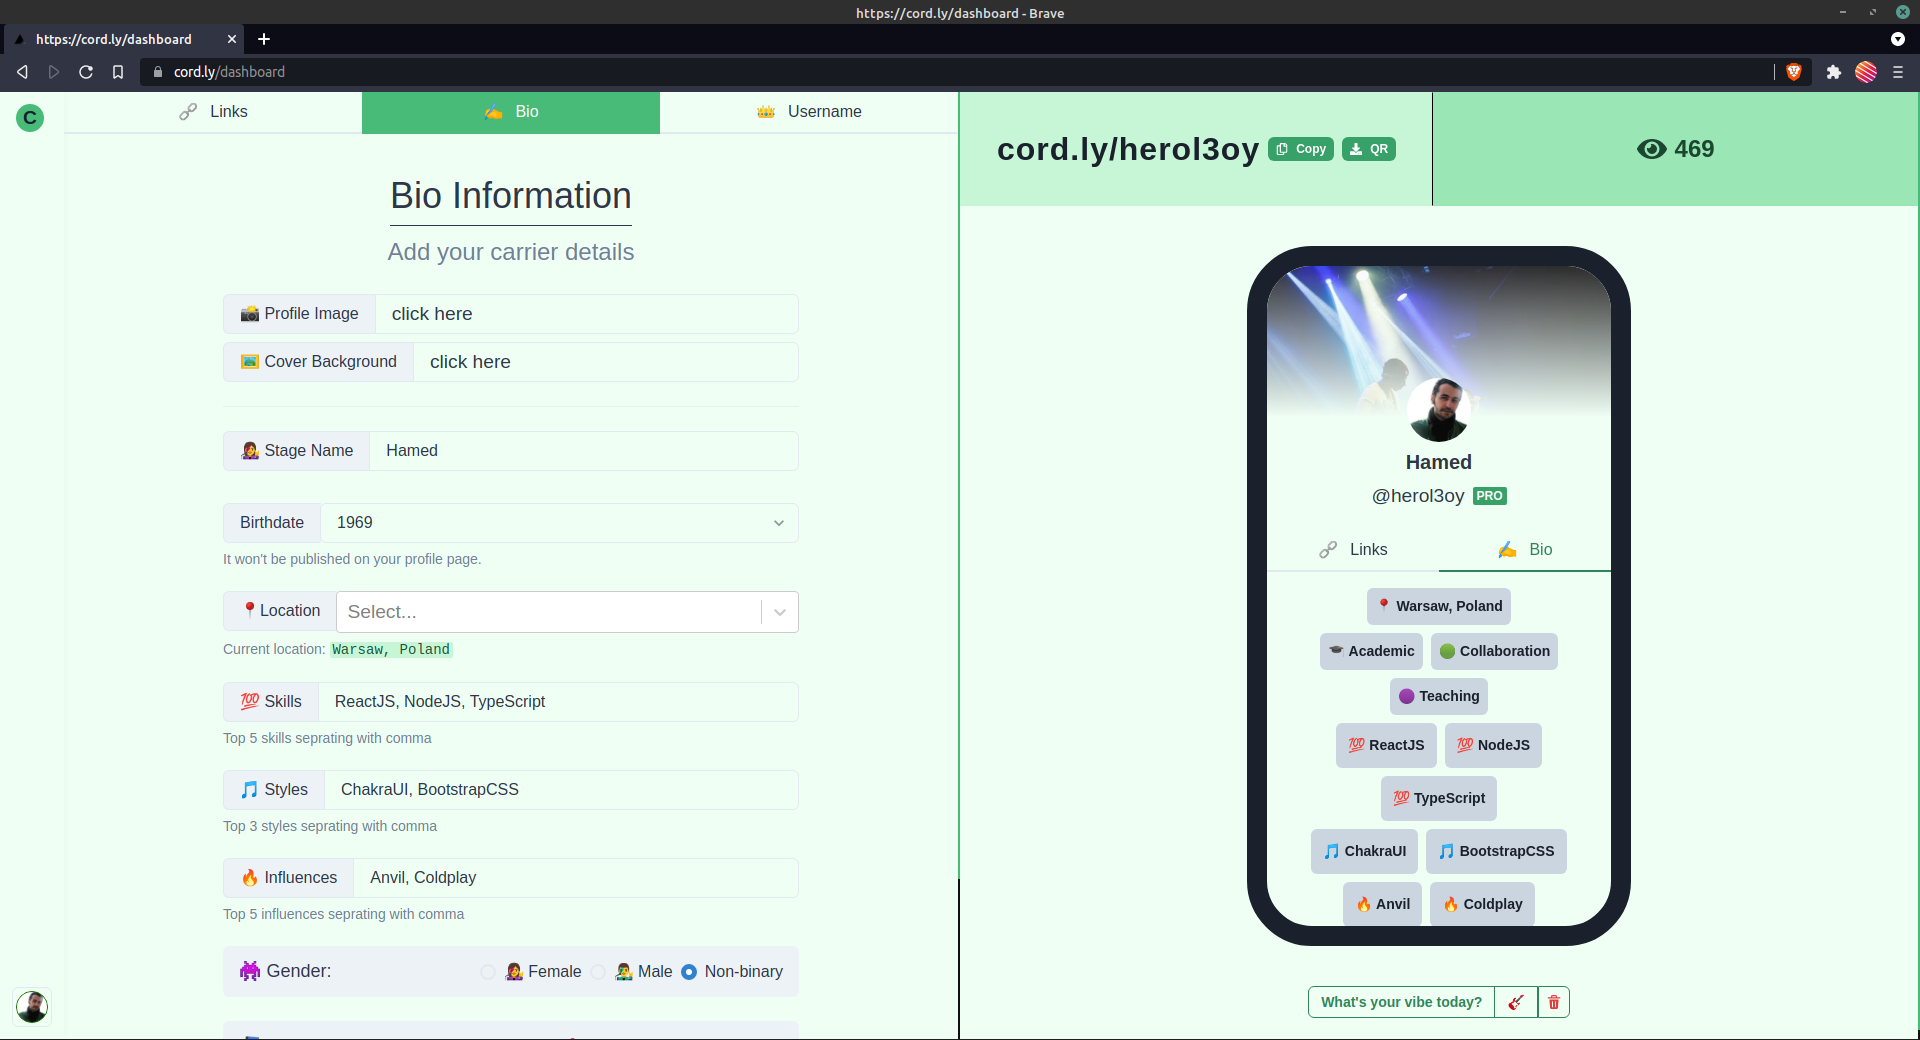 https://cord.ly/dashboard - Brave
https://cord.ly/dashboard
cord.ly/dashboard
C
Links
Bio
Username
Bio Information
Add your carrier details
Profile Image
click here
Cover Background
click here
Stage Name
Hamed
Birthdate
1969
It won't be published on your profile page.
Location
Select...
Current location: Warsaw, Poland
💯 Skills
ReactJS, NodeJS, TypeScript
Top 5 skills seprating with comma
Styles
ChakraUI, BootstrapCSS
Top 3 styles seprating with comma
Influences
Anvil, Coldplay
Top 5 influences seprating with comma
Gender:
Female
Male
Non-binary
cord.ly/herol3oy
Copy
QR
469
Hamed
@herol3oy PRO
Links
Bio
Warsaw, Poland
Academic
Collaboration
Teaching
💯 ReactJS
💯 NodeJS
💯 TypeScript
ChakraUI
BootstrapCSS
Anvil
Coldplay
What's your vibe today?